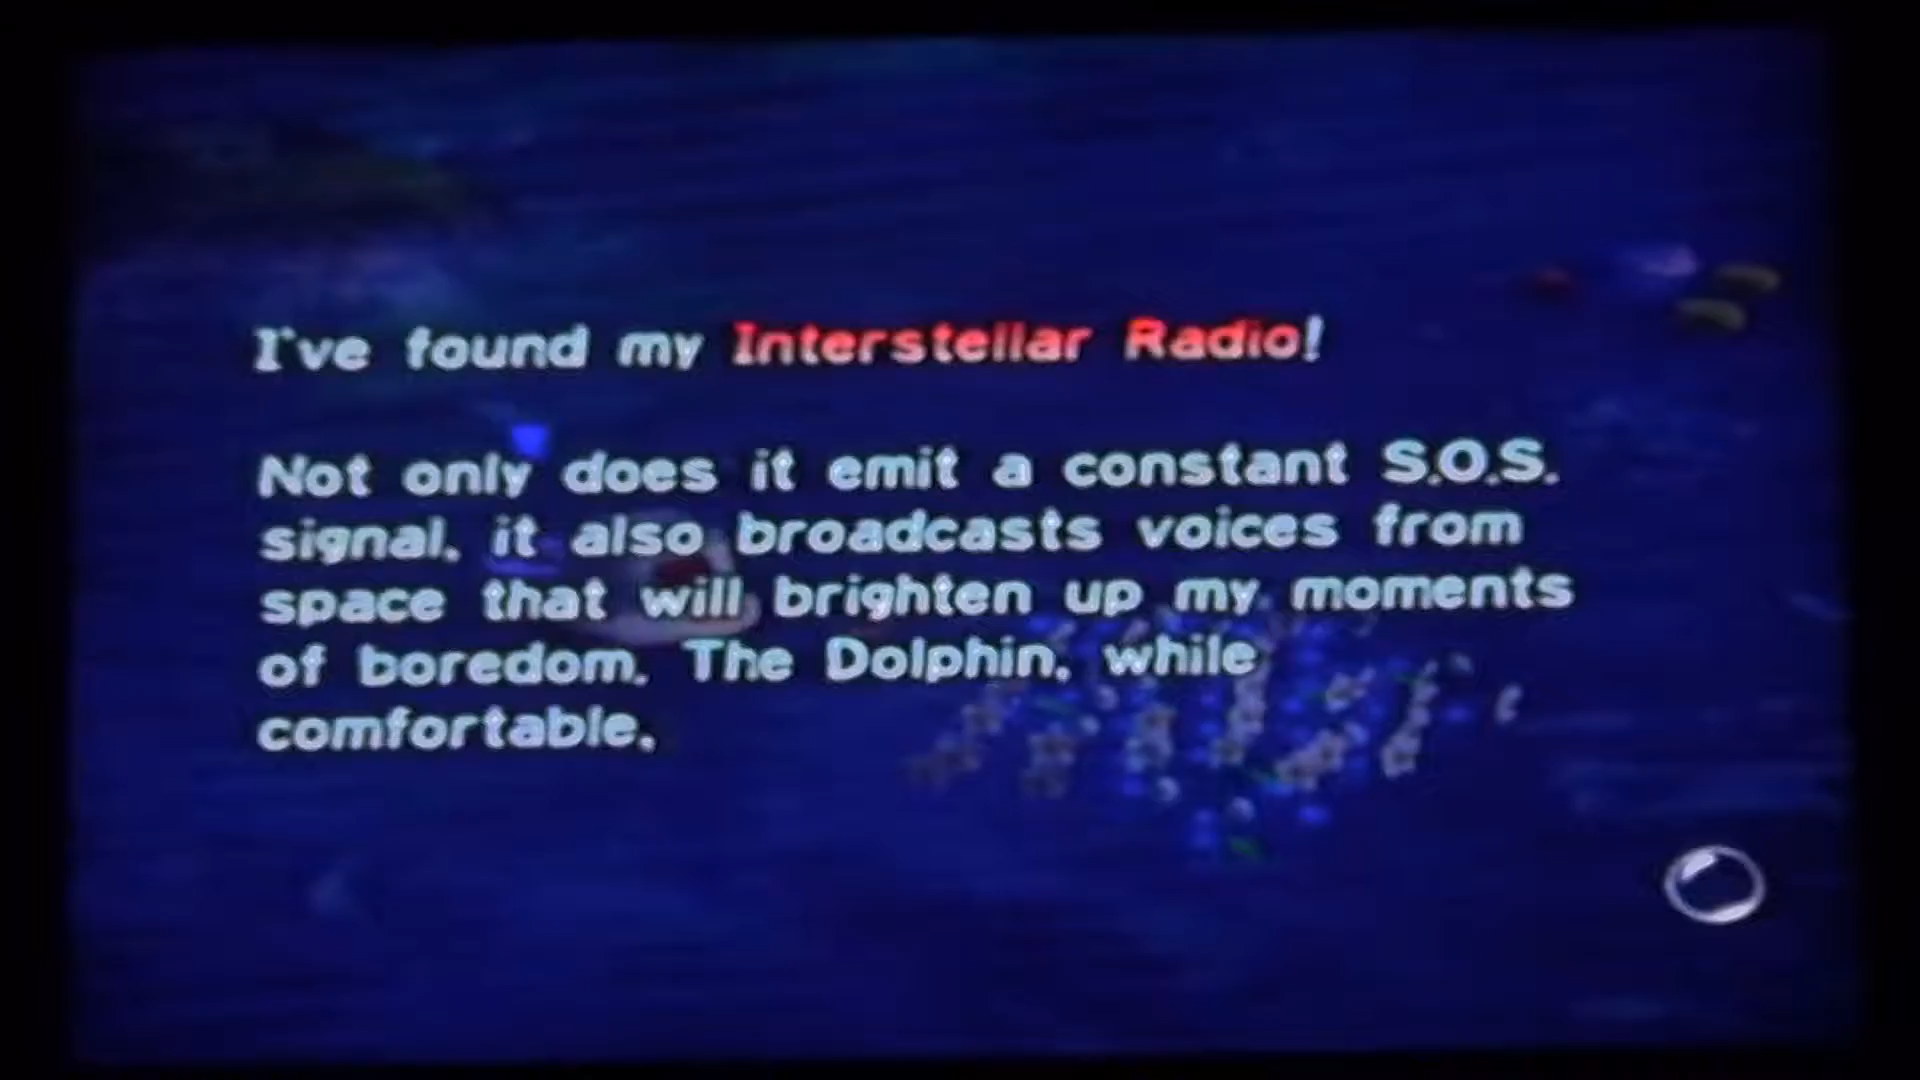 I've found my Interstellar Radio!
Not only does it emit a constant S.O.S.
signal, it also broadcasts voices from
space that will brighten up my moments
of boredom. The Dolphin, while
comfortable,